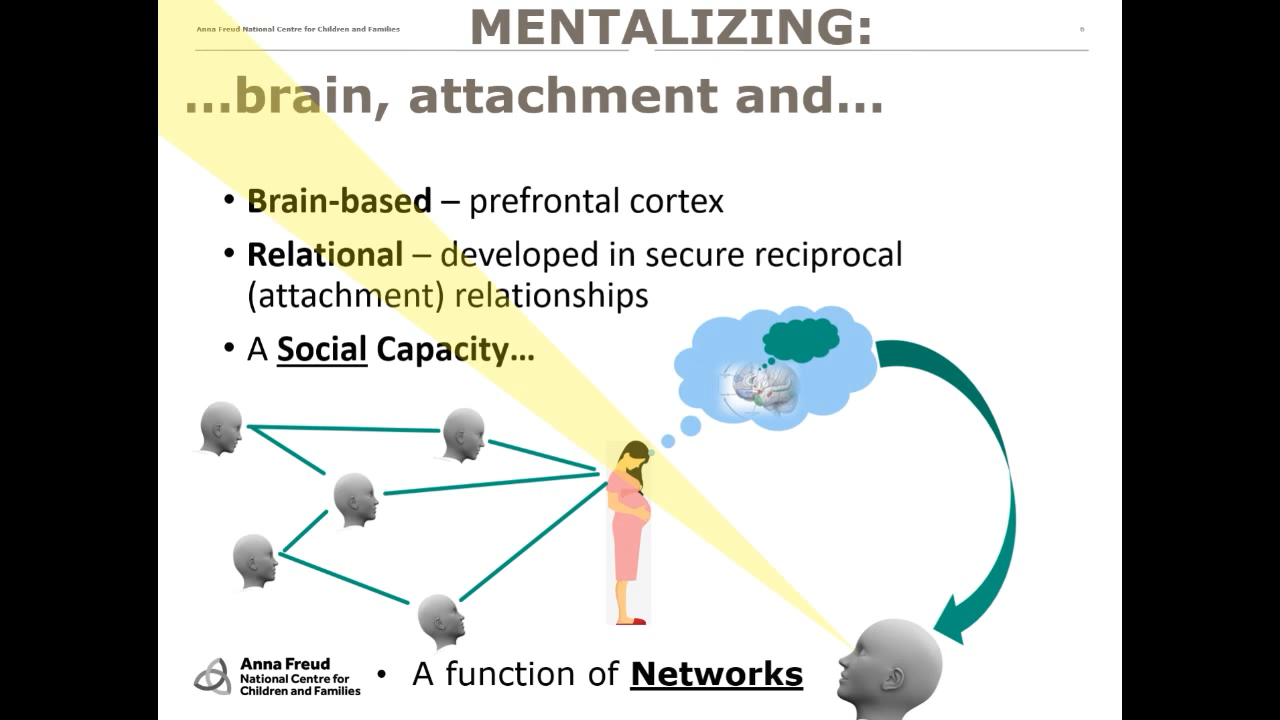 Anna Freud National Centre for Children and Families
6
MENTALIZING:
...brain, attachment and...
• Brain-based – prefrontal cortex
• Relational – developed in secure reciprocal
(attachment) relationships
• A Social Capacity...
• A function of Networks
Anna Freud
National Centre for
Children and Families